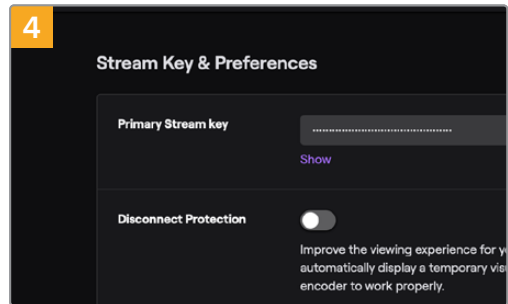 4
Stream Key & Preferences
Primary Stream key
Show
Disconnect Protection
Improve the viewing experience for
automatically display a temporary
encoder to work properly.